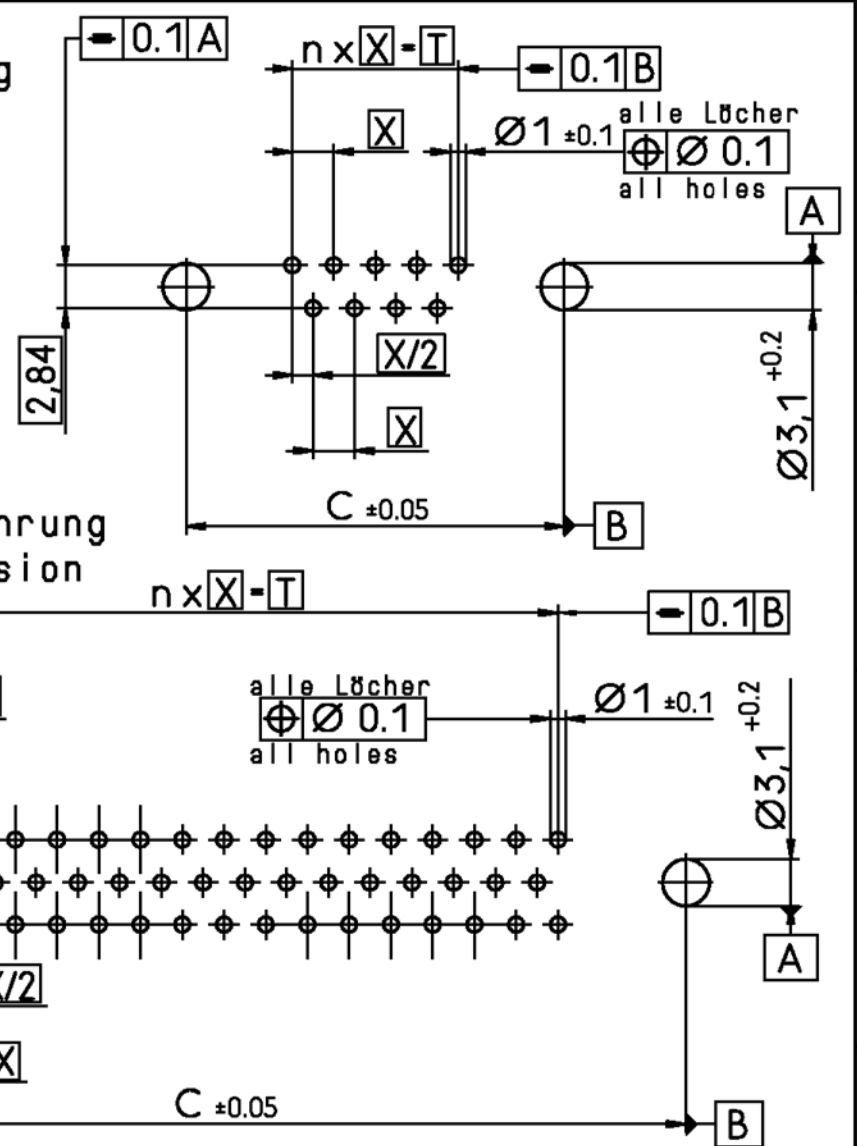 0.1 A
n x X = T
0.1 B
g
X
Ø1 ±0.1
alle Löcher
Ø 0.1
all holes
A
X/2
2,84
X
Ø3,1 +0.2
C ±0.05
B
hrung
sion
n x X = T
0.1 B
alle Löcher
Ø 0.1
all holes
Ø1 ±0.1
Ø3,1 +0.2
A
X/2
X
C ±0.05
B